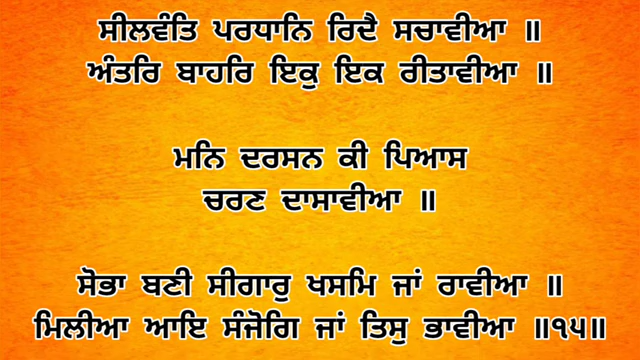 ਸੀਲਵੰਤਿ ਪਰਧਾਨਿ ਰਿਦੈ ਸਚਾਵੀਆ ॥
ਅੰਤਰਿ ਬਾਹਰਿ ਇਕੁ ਇਕ ਰੀਤਾਵੀਆ ॥
ਮਨਿ ਦਰਸਨ ਕੀ ਪਿਆਸ
ਚਰਣ ਦਾਸਾਵੀਆ ॥
ਸੋਭਾ ਬਣੀ ਸੀਗਾਰੁ ਖਸਮਿ ਜਾਂ ਰਾਵੀਆ ॥
ਮਿਲੀਆ ਆਇ ਸੰਜੋਗਿ ਜਾਂ ਤਿਸੁ ਭਾਵੀਆ ॥੧੫॥